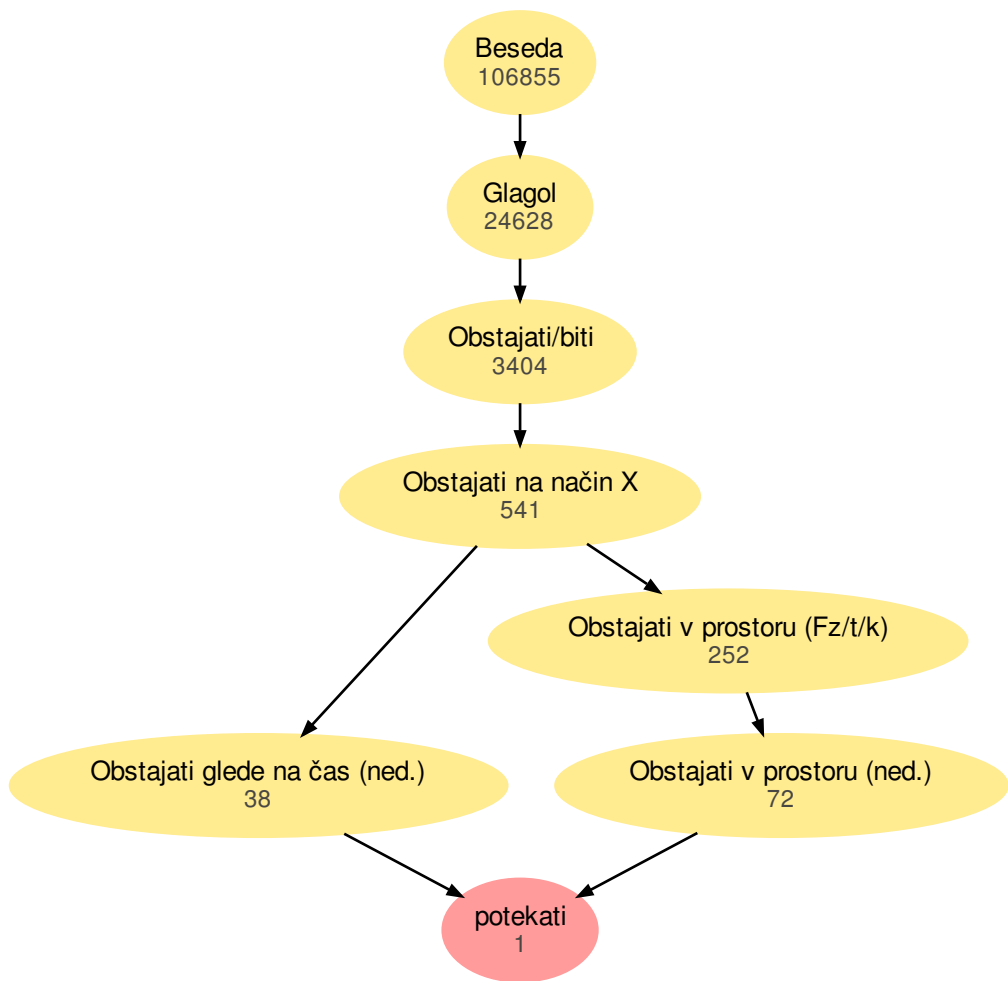 Beseda
106855
Glagol
24628
Obstajati/biti
3404
Obstajati na način X
541
Obstajati v prostoru (Fz/t/k)
252
Obstajati glede na čas (ned.)
38
Obstajati v prostoru (ned.)
72
potekati
1